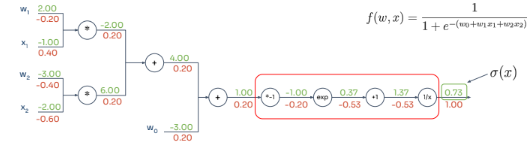 w₁ 2.00
-0.20
* -2.00
0.20
x₁ -1.00
0.40
+ 4.00
0.20
w₂ -3.00
-0.40
* 6.00
0.20
x₂ -2.00
-0.60
w₀ -3.00
0.20
+ 1.00 *-1 -1.00 exp 0.37 +1 1.37 1/x 0.73
0.20 -0.20 -0.53 -0.53 1.00
f(w, x) = 1 / (1 + e^{-(w₀+w₁x₁+w₂x₂)})
σ(x)